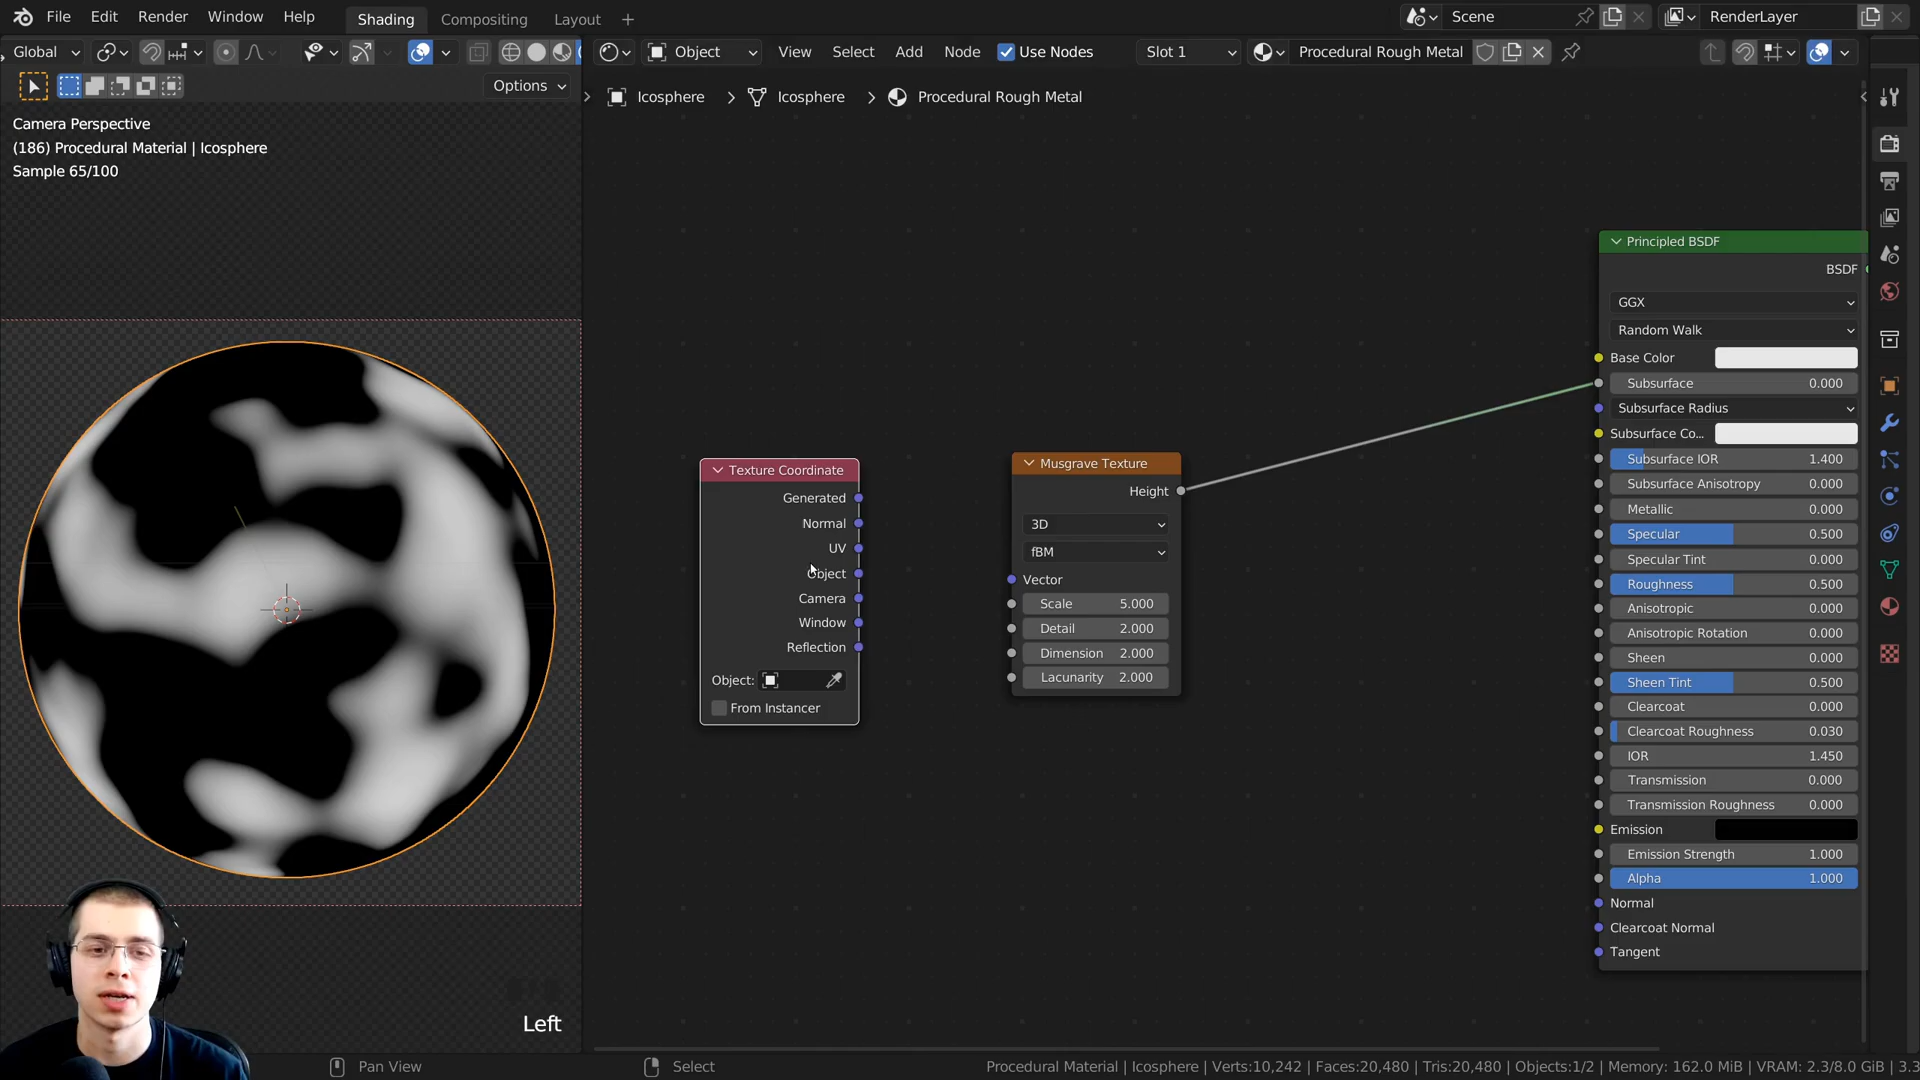 File Edit Render Window Help Shading Compositing Layout + Scene RenderLayer
Global Object View Select Add Node Use Nodes Slot 1 Procedural Rough Metal
Options
Icosphere > Icosphere > Procedural Rough Metal
Camera Perspective
(186) Procedural Material | Icosphere
Sample 65/100
Texture Coordinate
Generated
Normal
UV
Object
Camera
Window
Reflection
Object:
From Instancer
Musgrave Texture
Height
3D
fBM
Vector
Scale 5.000
Detail 2.000
Dimension 2.000
Lacunarity 2.000
Principled BSDF
BSDF
GGX
Random Walk
Base Color
Subsurface 0.000
Subsurface Radius
Subsurface Co...
Subsurface IOR 1.400
Subsurface Anisotropy 0.000
Metallic 0.000
Specular 0.500
Specular Tint 0.000
Roughness 0.500
Anisotropic 0.000
Anisotropic Rotation 0.000
Sheen 0.000
Sheen Tint 0.500
Clearcoat 0.000
Clearcoat Roughness 0.030
IOR 1.450
Transmission 0.000
Transmission Roughness 0.000
Emission
Emission Strength 1.000
Alpha 1.000
Normal
Clearcoat Normal
Tangent
Left
Pan View Select Procedural Material | Icosphere | Verts:10,242 | Faces:20,480 | Tris:20,480 | Objects:1/2 | Memory: 162.0 MiB | VRAM: 2.3/8.0 GiB | 3.3